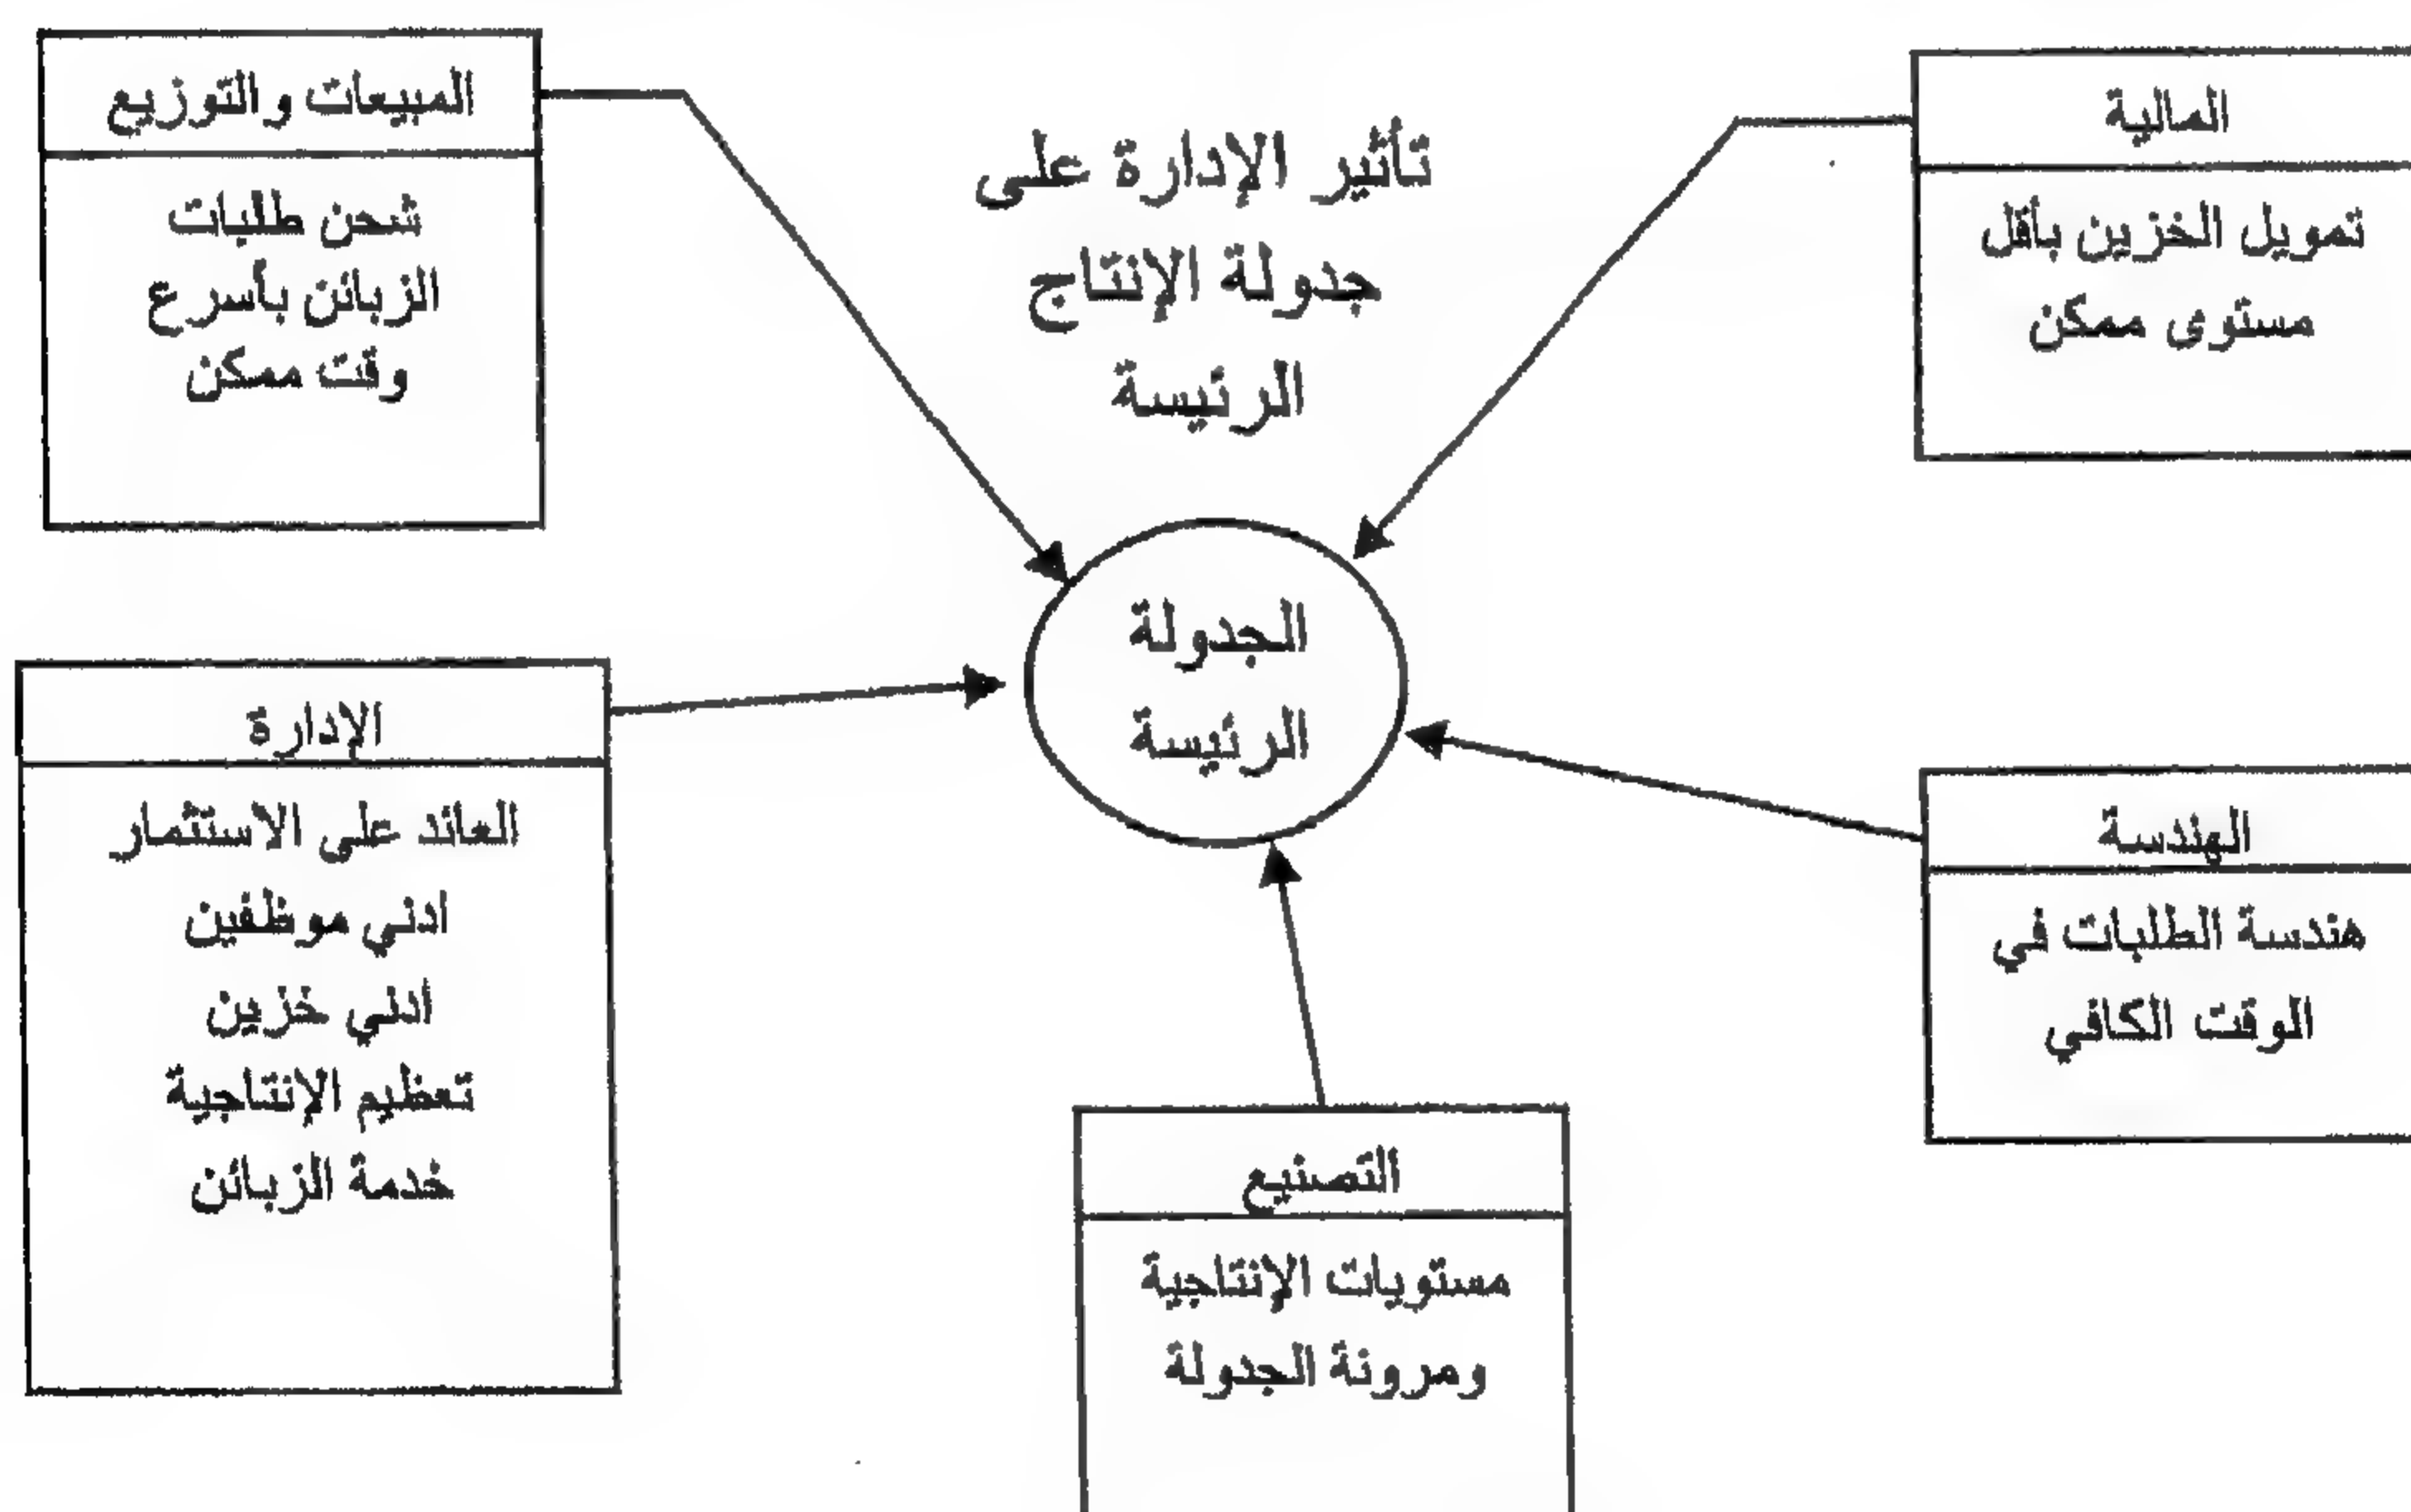 تأثير الإدارة على
جدولة الإنتاج
الرئيسة
المالية
تمويل الخزين بأقل
مستوى ممكن
المبيعات والتوزيع
شحن طلبات
الزبائن بأسرع
وقت ممكن
الجدولة
الرئيسة
الهندسة
هندسة الطلبات في
الوقت الكافي
الإدارة
العائد على الاستثمار
ادني موظفين
ادني خزين
تعظيم الإنتاجية
خدمة الزبائن
التصنيع
مستويات الإنتاجية
ومرونة الجدولة